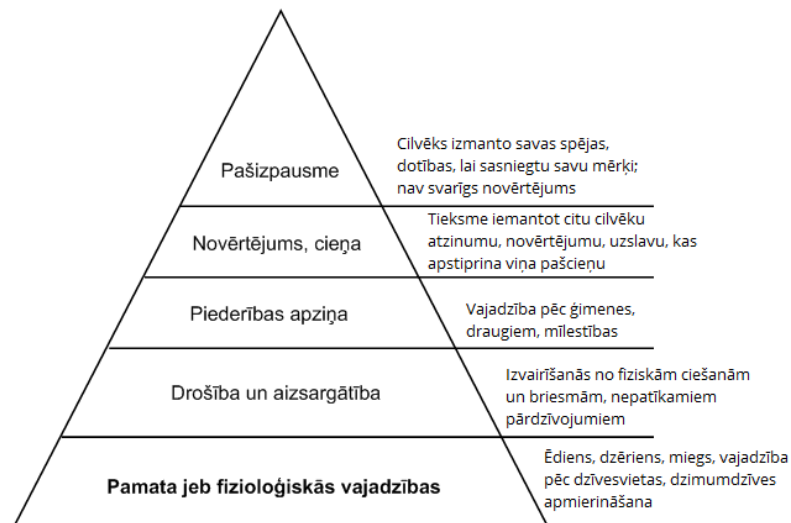 Cilvēks izmanto savas spējas,
dotības, lai sasniegtu savu mērķi;
nav svarīgs novērtējums
Pašizpausme
Tieksme iemantot citu cilvēku
atzinumu, novērtējumu, uzslavu, kas
apstiprina viņa pašcieņu
Novērtējums, cieņa
Vajadzība pēc ģimenes,
draugiem, mīlestības
Piederības apziņa
Izvairīšanās no fiziskām ciešanām
un briesmām, nepatīkamiem
pārdzīvojumiem
Drošība un aizsargātība
Ēdiens, dzēriens, miegs, vajadzība
pēc dzīvesvietas, dzimumdzīves
apmierināšana
Pamata jeb fizioloģiskās vajadzības